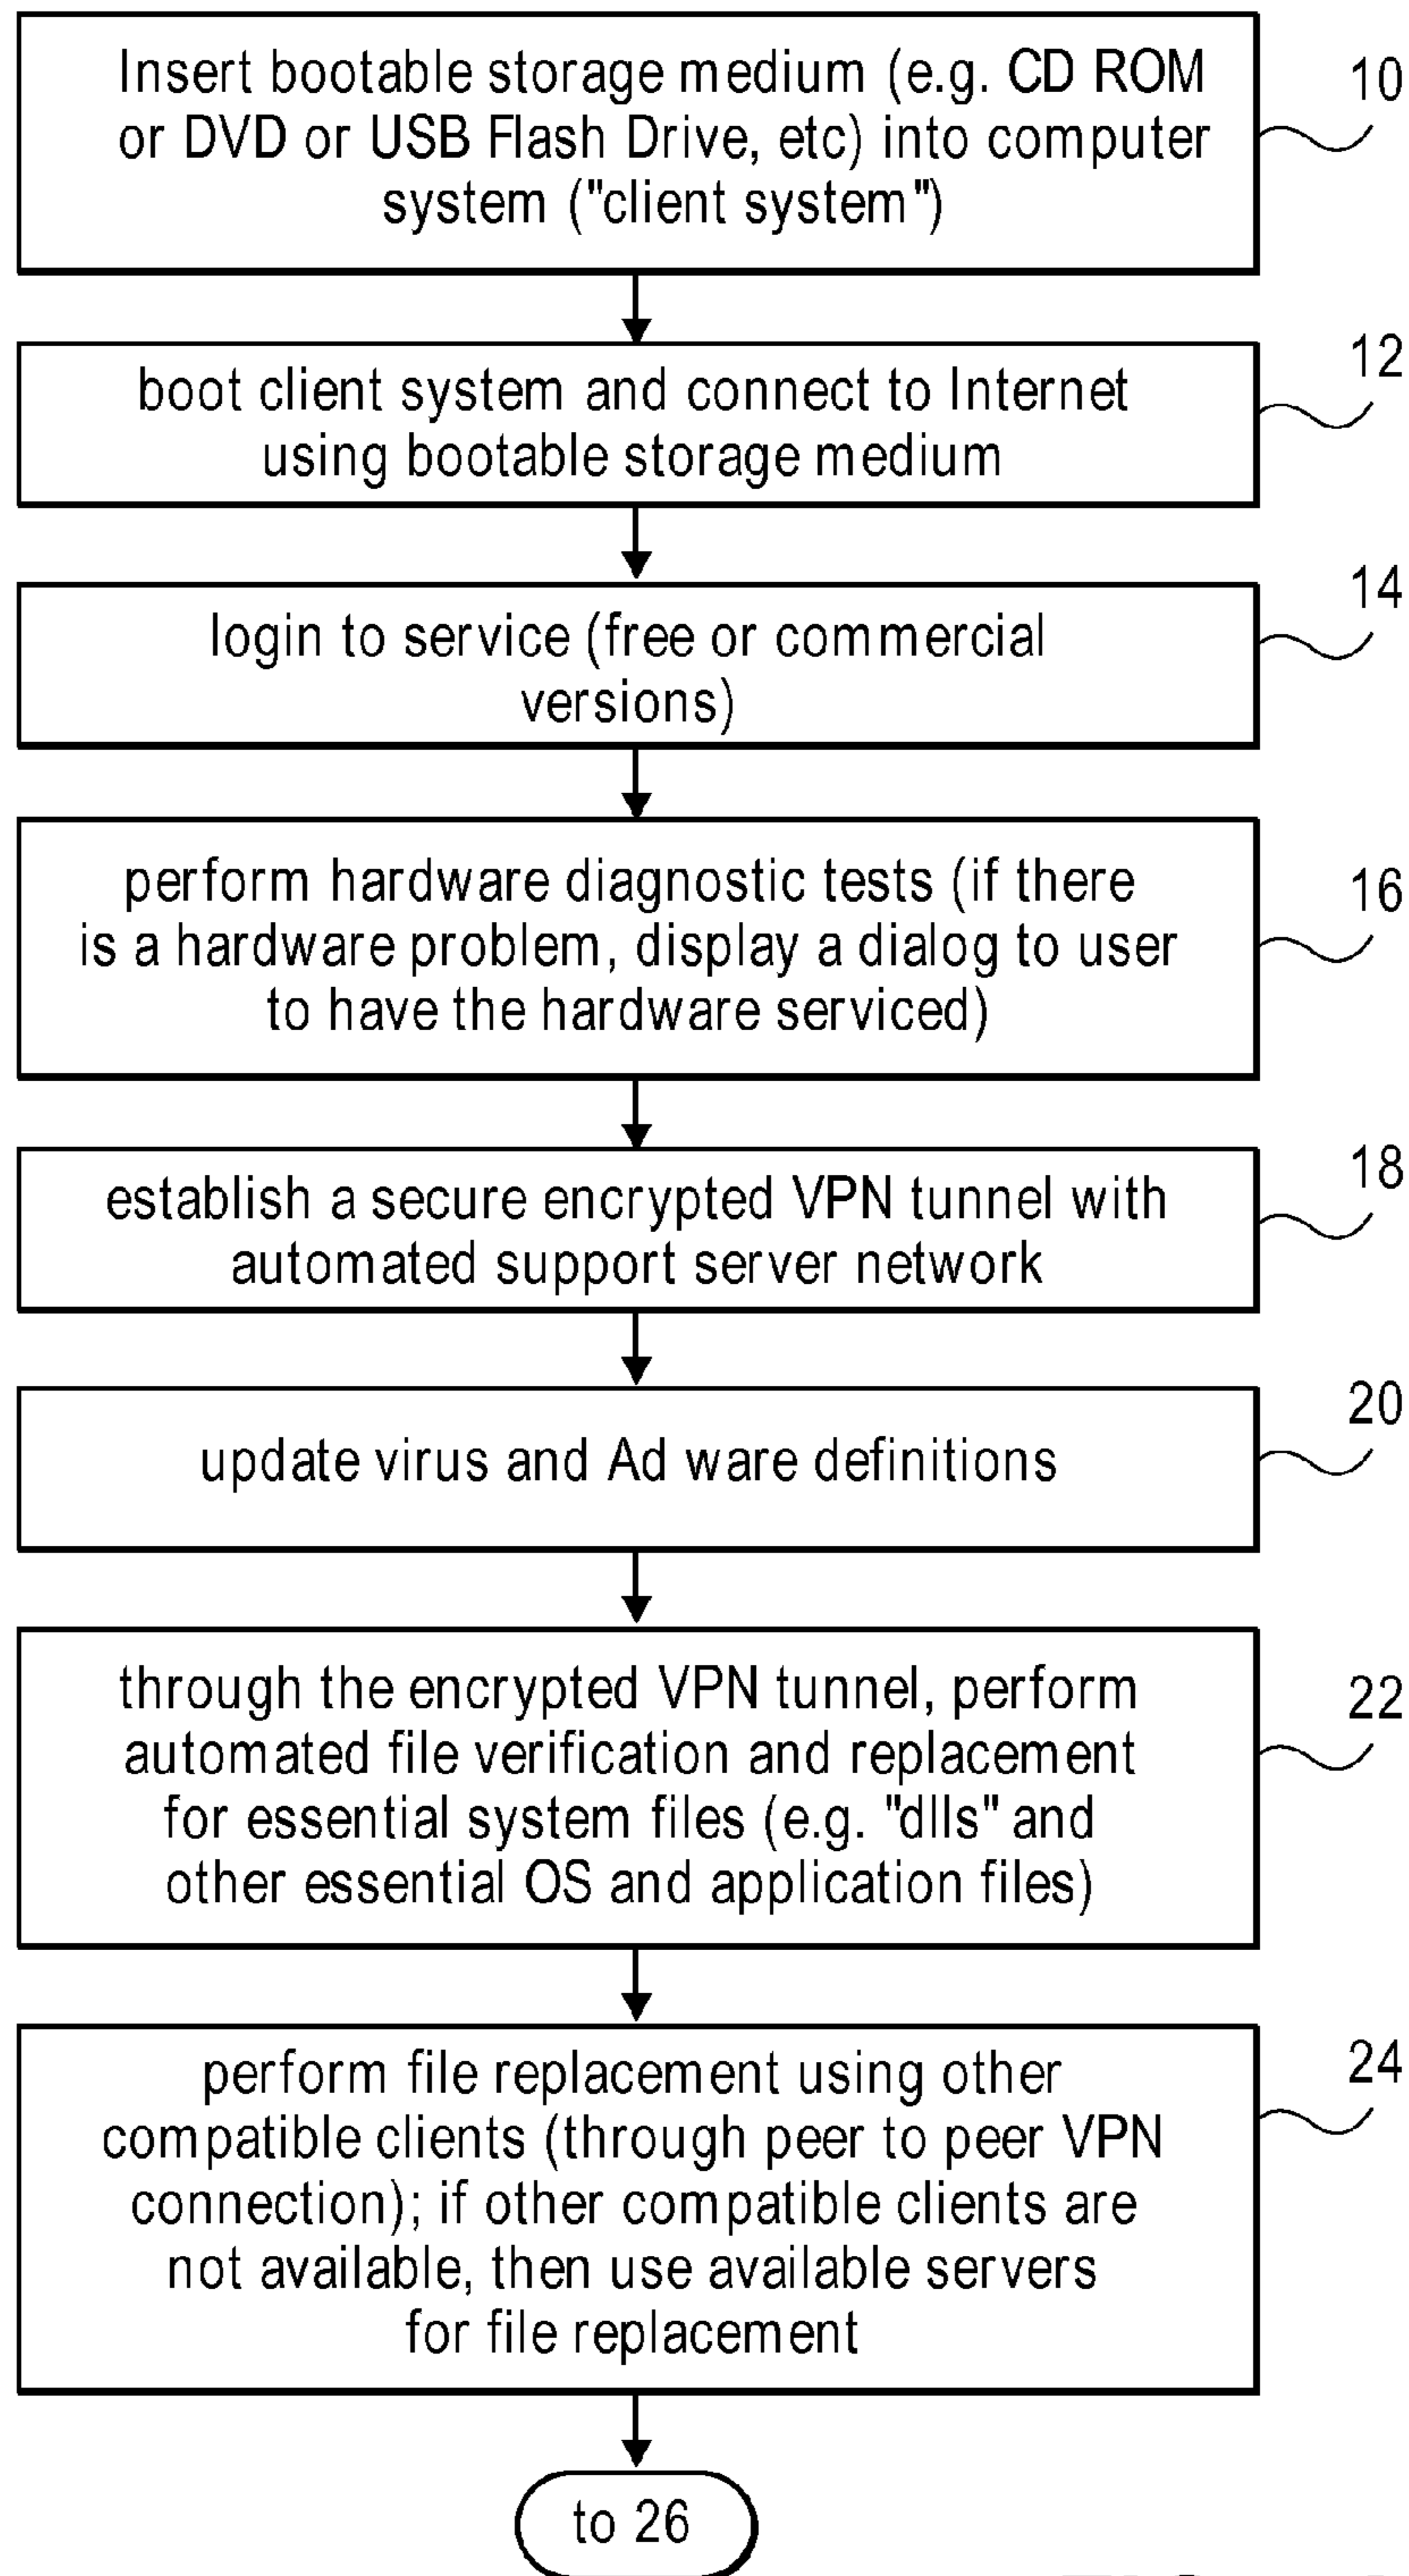 Insert bootable storage medium (e.g. CD ROM
or DVD or USB Flash Drive, etc) into computer
system ("client system")
10
boot client system and connect to Internet
using bootable storage medium
12
login to service (free or commercial
versions)
14
perform hardware diagnostic tests (if there
is a hardware problem, display a dialog to user
to have the hardware serviced)
16
establish a secure encrypted VPN tunnel with
automated support server network
18
update virus and Ad ware definitions
20
through the encrypted VPN tunnel, perform
automated file verification and replacement
for essential system files (e.g. "dlls" and
other essential OS and application files)
22
perform file replacement using other
compatible clients (through peer to peer VPN
connection); if other compatible clients are
not available, then use available servers
for file replacement
24
to 26